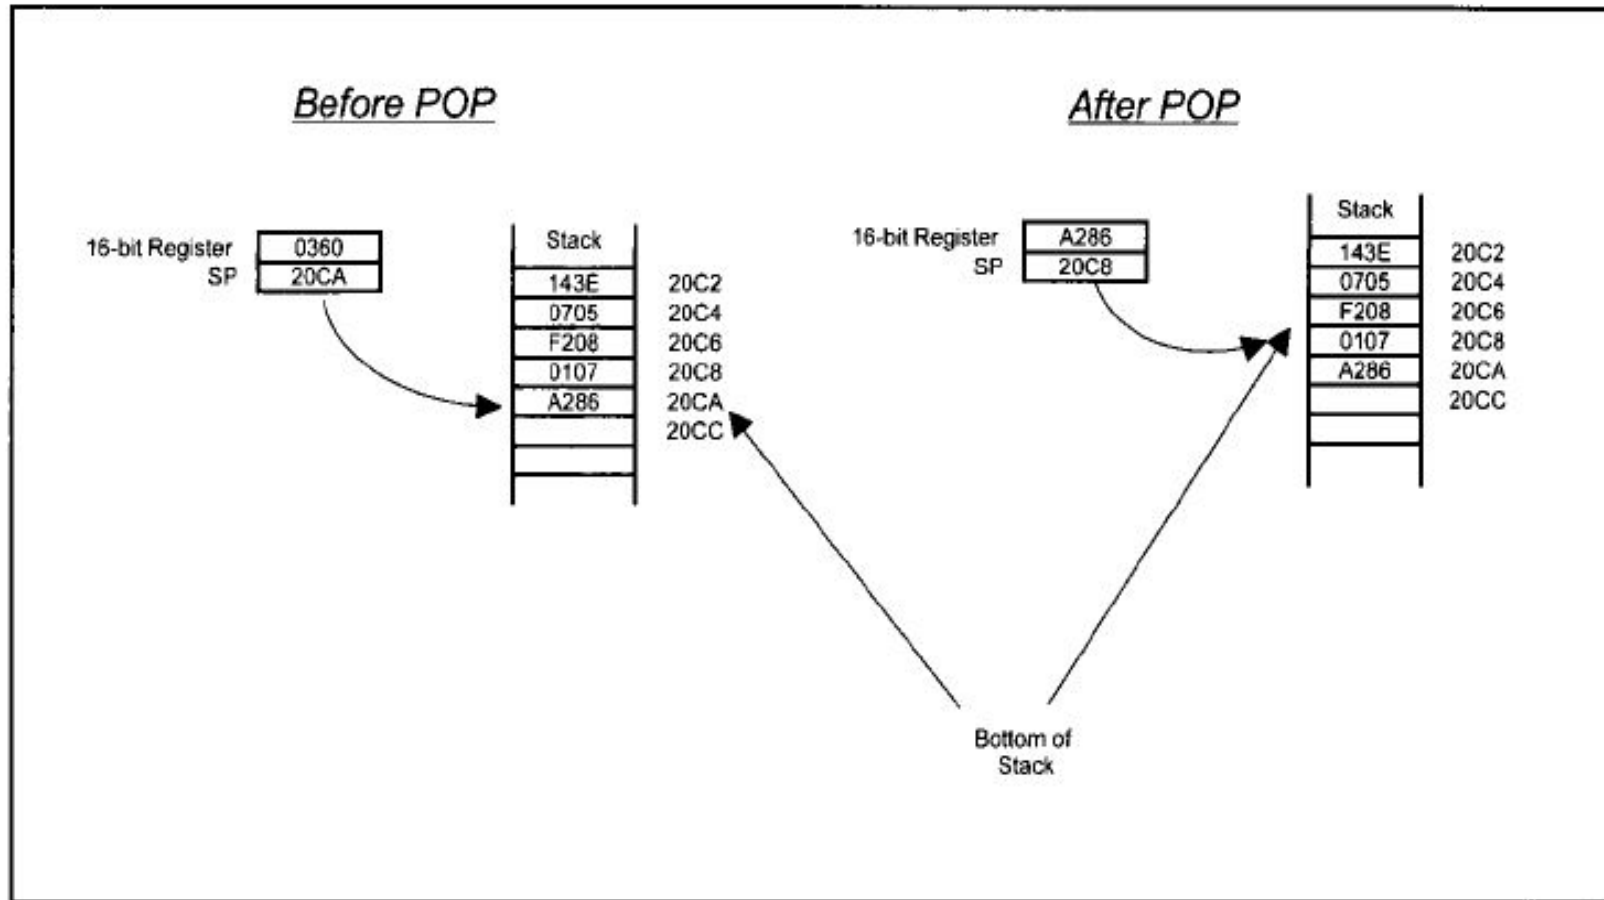 Before POP
After POP
16-bit Register 0360
SP 20CA
Stack
143E 20C2
0705 20C4
F208 20C6
0107 20C8
A286 20CA
20CC
16-bit Register A286
SP 20C8
Stack
143E 20C2
0705 20C4
F208 20C6
0107 20C8
A286 20CA
20CC
Bottom of
Stack